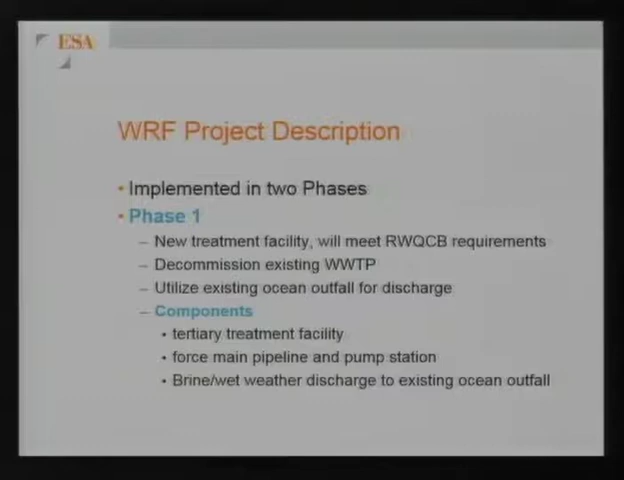 ESA
WRF Project Description
• Implemented in two Phases
• Phase 1
– New treatment facility, will meet RWQCB requirements
– Decommission existing WWTP
– Utilize existing ocean outfall for discharge
– Components
• tertiary treatment facility
• force main pipeline and pump station
• Brine/wet weather discharge to existing ocean outfall